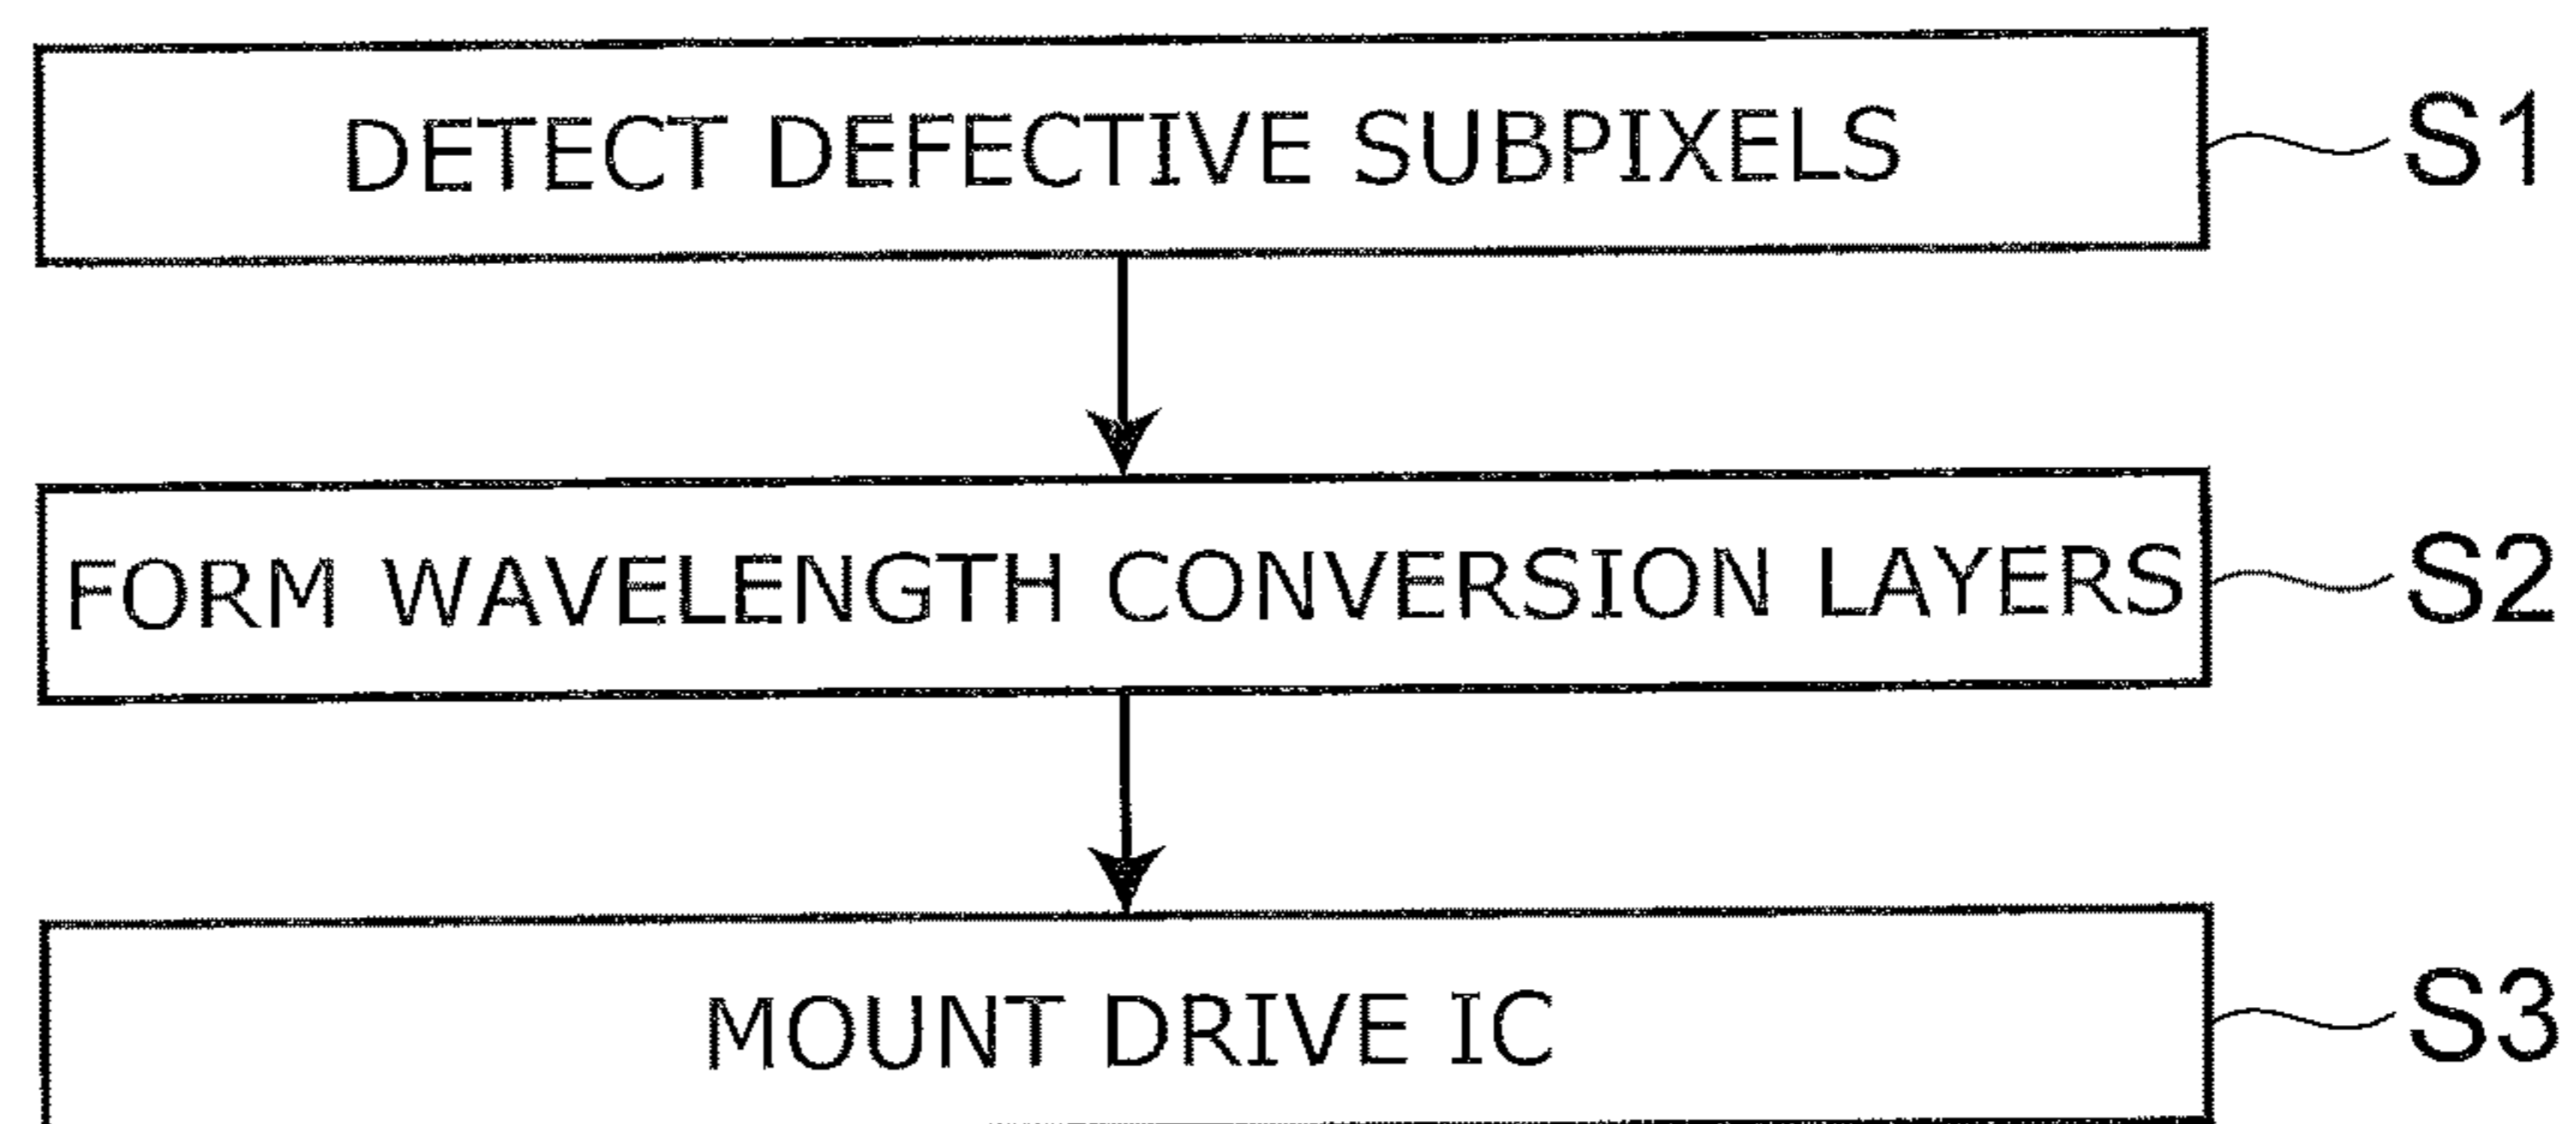 DETECT DEFECTIVE SUBPIXELS S1
FORM WAVELENGTH CONVERSION LAYERS S2
MOUNT DRIVE IC S3